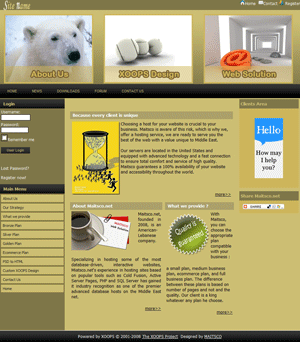 Site Name
Home Contact Register
About Us
XOOPS Design
Web Solution
HOME NEWS DOWNLOADS FORUM CONTACT US
Login
Username:
Password:
Remember me
User Login
Lost Password?
Register now!
Main Menu
About Us
Our Strategy
What we provide
Bronze Plan
Silver Plan
Golden Plan
Ecommerce Plan
PSD to HTML
Custom XOOPS Design
Contact Us
Home
Because every client is unique
Choosing a host for your website is crucial to your
business. Maitsco is aware of this risk, which is why we,
offer a hosting service, we are ready to serve you the
best of the web with a value unique to Middle East.
Our servers are located in the United States and
equipped with advanced technology and a fast connection
to ensure total comfort and service of high quality.
Maitsco guarantees a 100% availability of your website
and accessibility throughout the world.
more>>
About Maitsco.net
Maitsco.net,
founded in
2008, is an
American
Lebanese
company.
Specializing in hosting some of the most
database-driven, interactive websites,
Maitsco.net's experience in hosting sites based
on popular tools such as Cold Fusion, Active
Server Pages, PHP and SQL Server has gained
it industry recognition as one of the premier
advanced database hosts on the Middle East
net.
more>>
What we provide !
Quality is guaranteed
With
Maitsco,
you can
choose the
appropriate
plan
compatible
with your
business :
a small plan, medium business
plan, ecommerce plan, and full
business plan. The difference
between these plans is based on
number of pages and not and the
quality. Our client is a king
whatever any plan he choose.
more>>
Clients Area
Hello!
How may
I help
you?
Share Maitsco.net
Powered by XOOPS © 2001-2008 The XOOPS Project Designed by MAITSCO